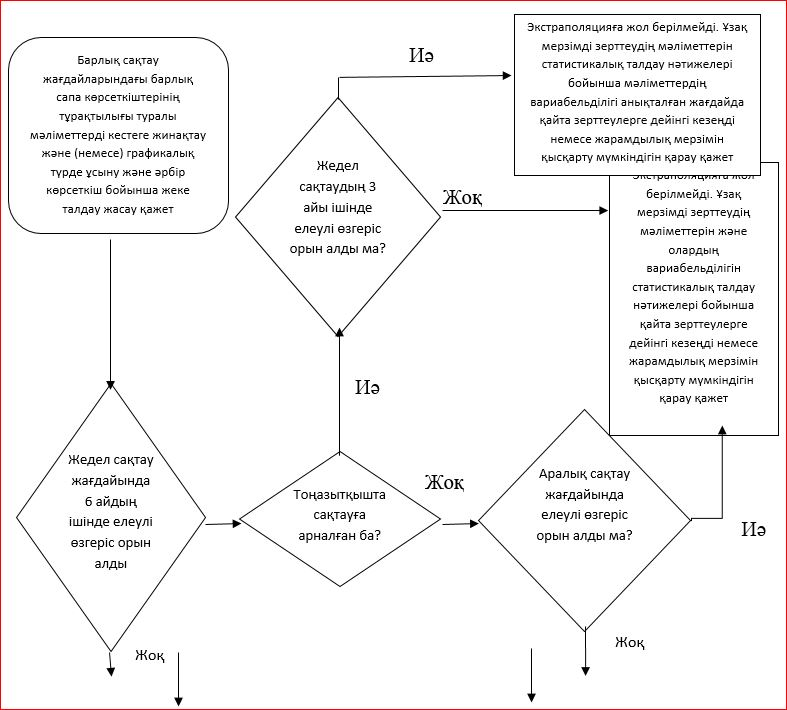 Барлық сақтау
жағдайларындағы барлық
сапа көрсеткіштерінің
тұрақтылығы туралы
мәліметтерді кестеге жинақтау
және (немесе) графикалық
түрде ұсыну және әрбір
көрсеткіш бойынша жеке
талдау жасау қажет
Иә
Экстраполяцияға жол берілмейді. Ұзақ
мерзімді зерттеудің мәліметтерін
статистикалық талдау нәтижелері
бойынша мәліметтердің
вариабельділігі анықталған жағдайда
қайта зерттеулерге дейінгі кезеңді
немесе жарамдылық мерзімін
қысқарту мүмкіндігін қарау қажет
Жедел
сақтаудың 3
айы ішінде
елеулі өзгеріс
орын алды ма?
Жоқ
Экстраполяцияға жол
берілмейді. Ұзақ
мерзімді зерттеудің
мәліметтерін және
олардың
вариабельділігін
статистикалық талдау
нәтижелері бойынша
қайта зерттеулерге
дейінгі кезеңді немесе
жарамдылық мерзімін
қысқарту мүмкіндігін
қарау қажет
Иә
Жедел сақтау
жағдайында
6 айдың
ішінде елеулі
өзгеріс орын
алды
Тоңазытқышта
сақтауға
арналған ба?
Жоқ
Аралық сақтау
жағдайында
елеулі өзгеріс
орын алды ма?
Иә
Жоқ
Жоқ